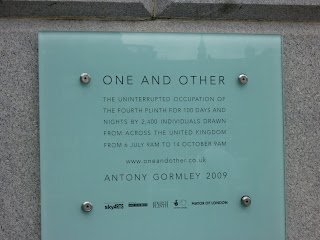 ONE AND OTHER
THE UNINTERRUPTED OCCUPATION OF
THE FOURTH PLINTH FOR 100 DAYS AND
NIGHTS BY 2,400 INDIVIDUALS DRAWN
FROM ACROSS THE UNITED KINGDOM
FROM 6 JULY 9AM TO 14 OCTOBER 9AM
www.oneandother.co.uk
ANTONY GORMLEY 2009
sky ARTS
MAYOR OF LONDON